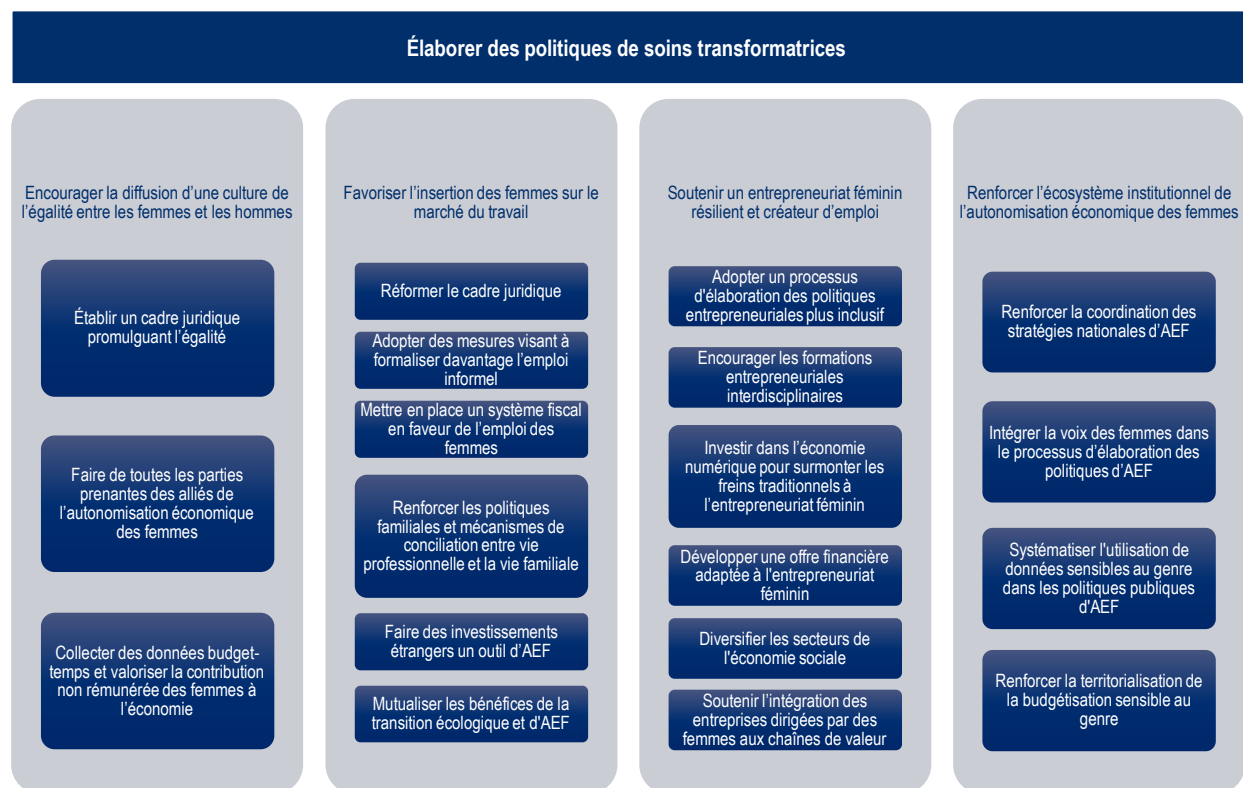 Élaborer des politiques de soins transformatrices
Encourager la diffusion d’une culture de
l’égalité entre les femmes et les hommes
Établir un cadre juridique
promulguant l’égalité
Faire de toutes les parties
prenantes des alliés de
l’autonomisation économique
des femmes
Collecter des données budget-
temps et valoriser la contribution
non rémunérée des femmes à
l’économie
Favoriser l’insertion des femmes sur le
marché du travail
Réformer le cadre juridique
Adopter des mesures visant à
formaliser davantage l’emploi
informel
Mettre en place un système fiscal
en faveur de l’emploi des
femmes
Renforcer les politiques
familiales et mécanismes de
conciliation entre vie
professionnelle et la vie familiale
Faire des investissements
étrangers un outil d’AEF
Mutualiser les bénéfices de la
transition écologique et d'AEF
Soutenir un entrepreneuriat féminin
résilient et créateur d’emploi
Adopter un processus
d'élaboration des politiques
entrepreneuriales plus inclusif
Encourager les formations
entrepreneuriales
interdisciplinaires
Investir dans l’économie
numérique pour surmonter les
freins traditionnels à
l’entrepreneuriat féminin
Développer une offre financière
adaptée à l'entrepreneuriat
féminin
Diversifier les secteurs de
l'économie sociale
Soutenir l’intégration des
entreprises dirigées par des
femmes aux chaînes de valeur
Renforcer l’écosystème institutionnel de
l’autonomisation économique des femmes
Renforcer la coordination des
stratégies nationales d’AEF
Intégrer la voix des femmes dans
le processus d’élaboration des
politiques d’AEF
Systématiser l'utilisation de
données sensibles au genre
dans les politiques publiques
d'AEF
Renforcer la territorialisation de
la budgétisation sensible au
genre